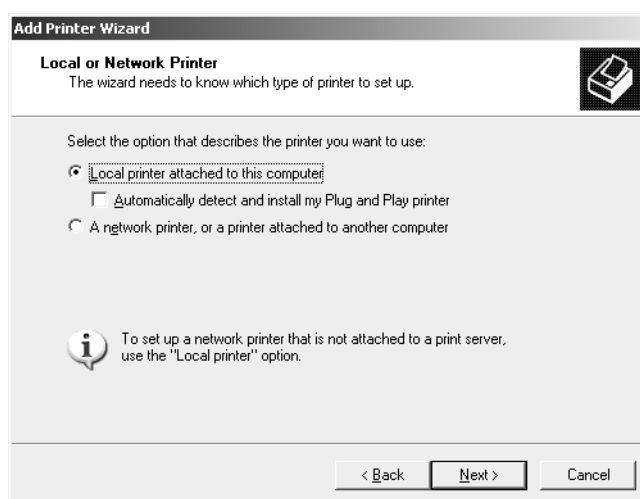 Add Printer Wizard
Local or Network Printer
The wizard needs to know which type of printer to set up.
Select the option that describes the printer you want to use:
Local printer attached to this computer
Automatically detect and install my Plug and Play printer
A network printer, or a printer attached to another computer
To set up a network printer that is not attached to a print server,
use the "Local printer" option.
< Back Next > Cancel